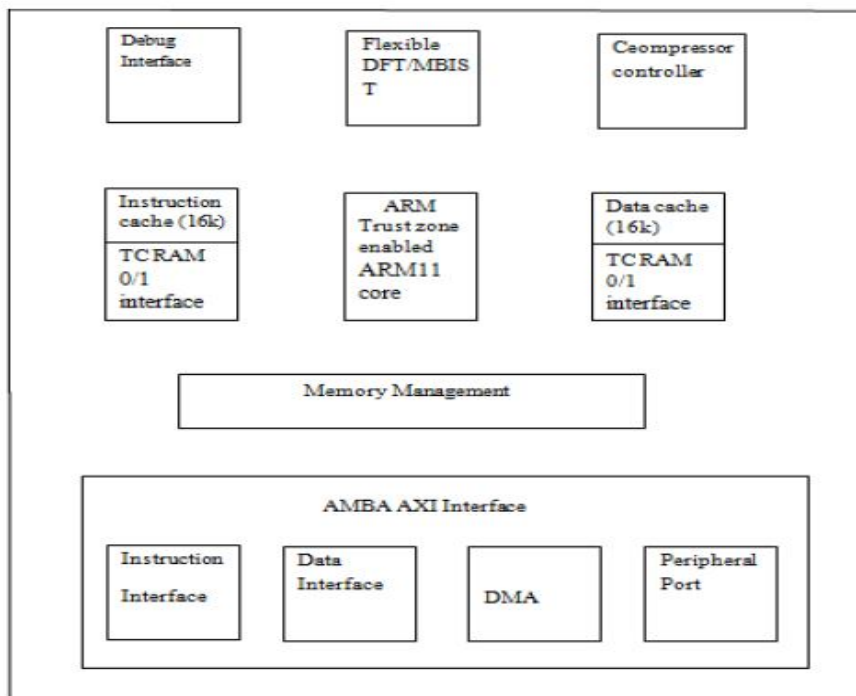 Debug
Interface
Flexible
DFT/MBIS
T
Ceompressor
controller
Instruction
cache (16k)
TCRAM
0/1
interface
ARM
Trust zone
enabled
ARM11
core
Data cache
(16k)
TCRAM
0/1
interface
Memory Management
AMBA AXI Interface
Instruction
Interface
Data
Interface
DMA
Peripheral
Port